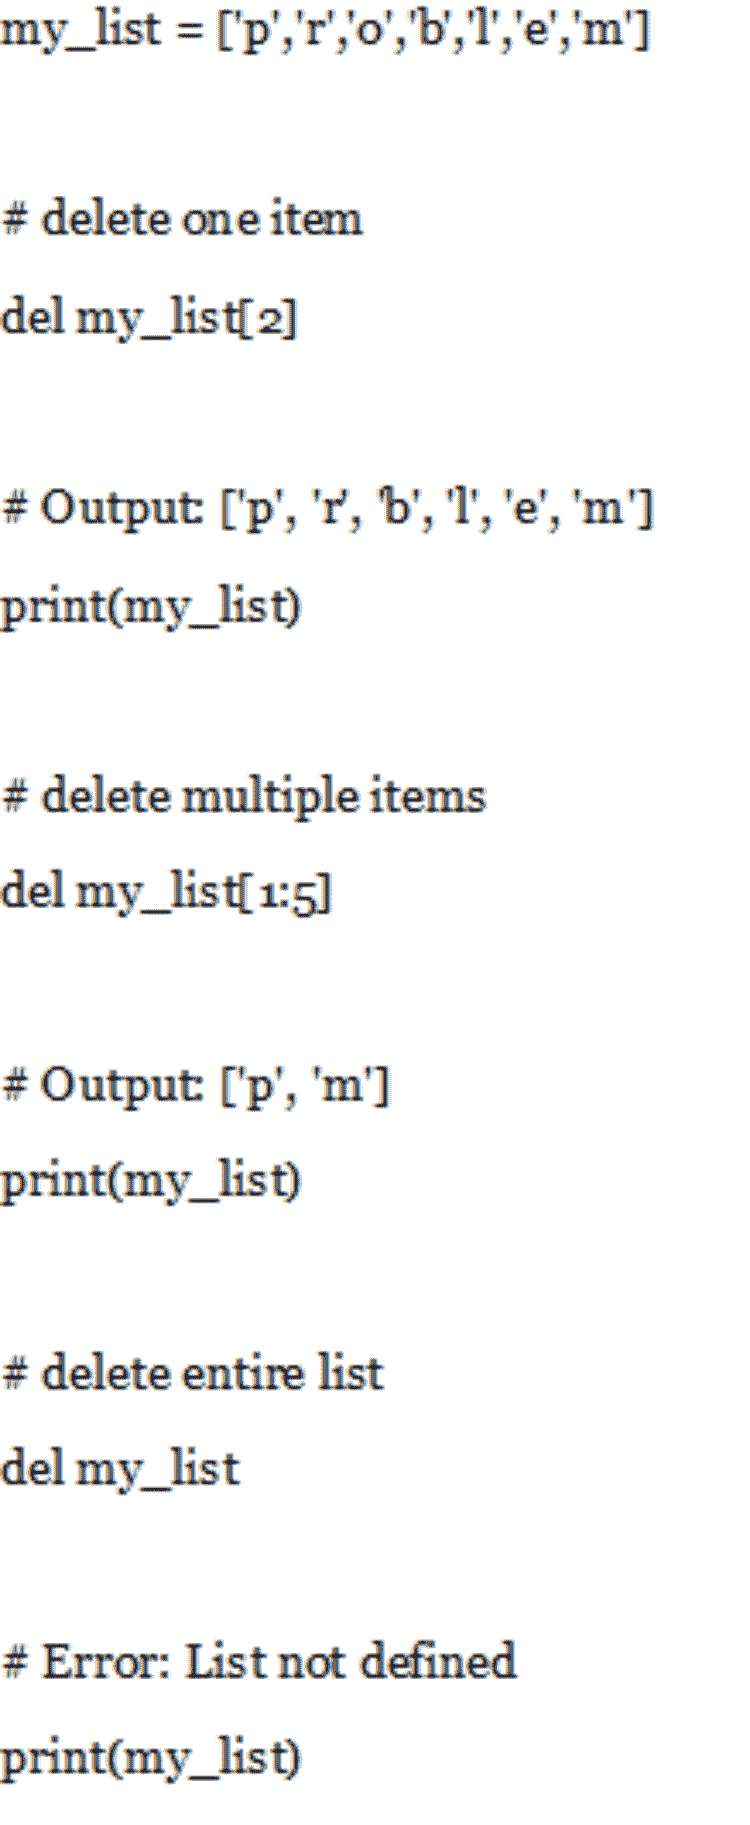 my_list = ['p','r','o','b','l','e','m']
# delete one item
del my_list[2]
# Output: ['p', 'r', 'b', 'l', 'e', 'm']
print(my_list)
# delete multiple items
del my_list[1:5]
# Output: ['p', 'm']
print(my_list)
# delete entire list
del my_list
# Error: List not defined
print(my_list)